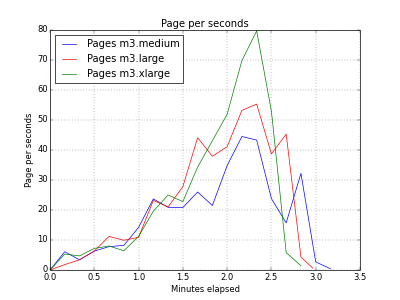 Page per seconds
Pages m3.medium
Pages m3.large
Pages m3.xlarge
Page per seconds
80
70
60
50
40
30
20
10
0
0.0 0.5 1.0 1.5 2.0 2.5 3.0 3.5
Minutes elapsed